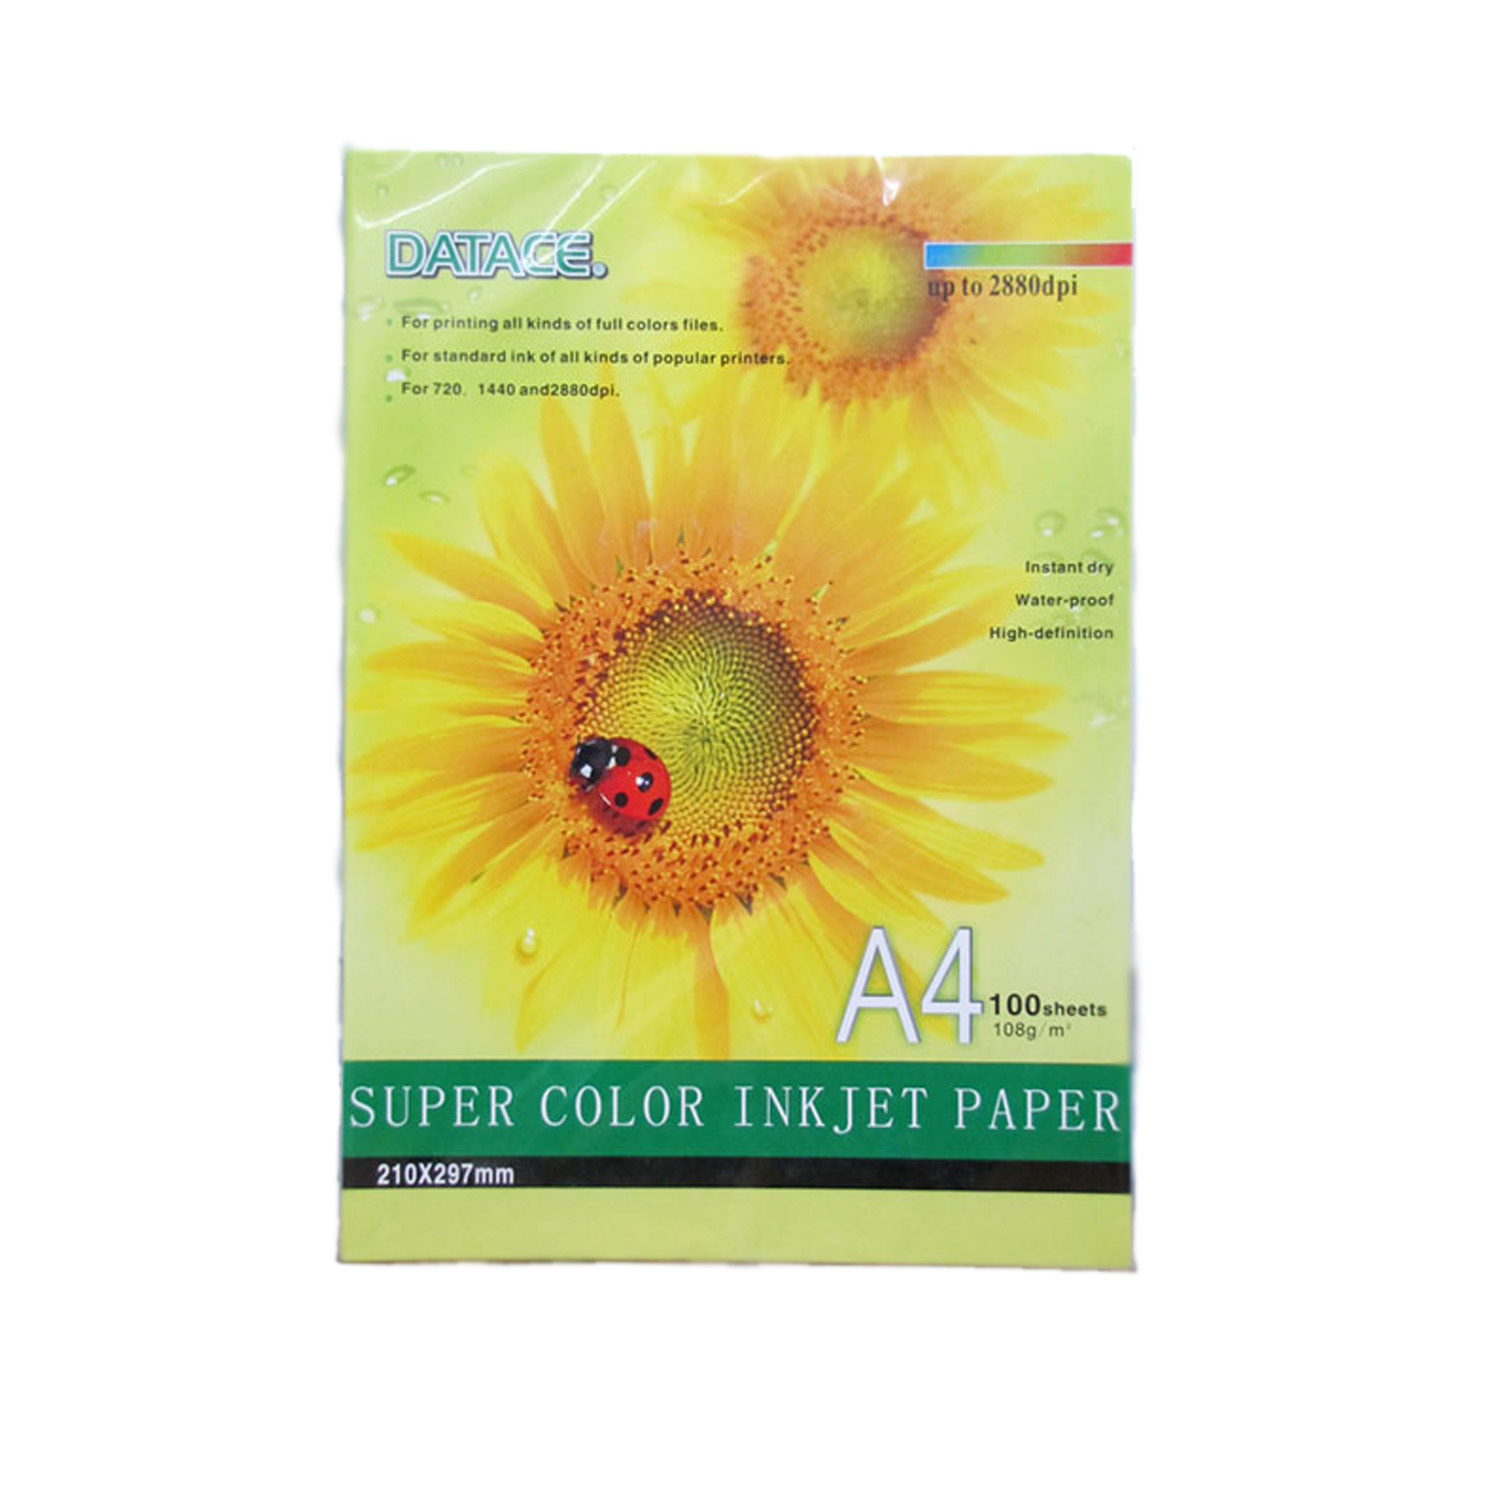 DATACE®
up to 2880dpi
For printing all kinds of full colors files.
For standard ink of all kinds of popular printers.
For 720、1440 and2880dpi.
Instant dry
Water-proof
High-definition
A4
100sheets
108g/m²
SUPER COLOR INKJET PAPER
210X297mm